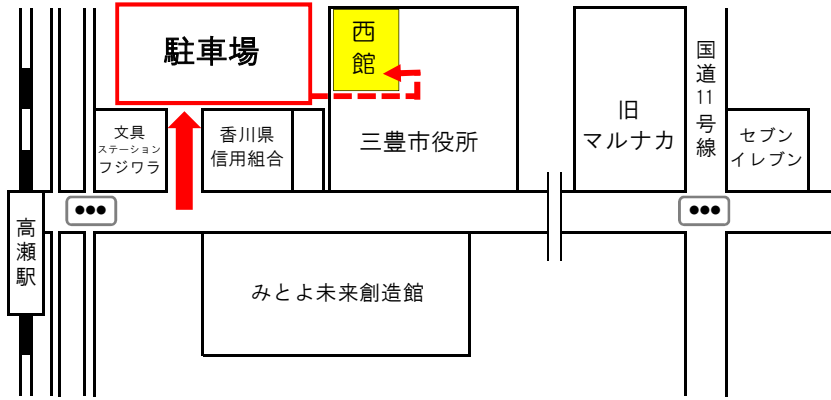 駐車場
西館
国道11号線
文具
ステーション
フジワラ
香川県
信用組合
三豊市役所
旧
マルナカ
セブン
イレブン
高瀬駅
みとよ未来創造館